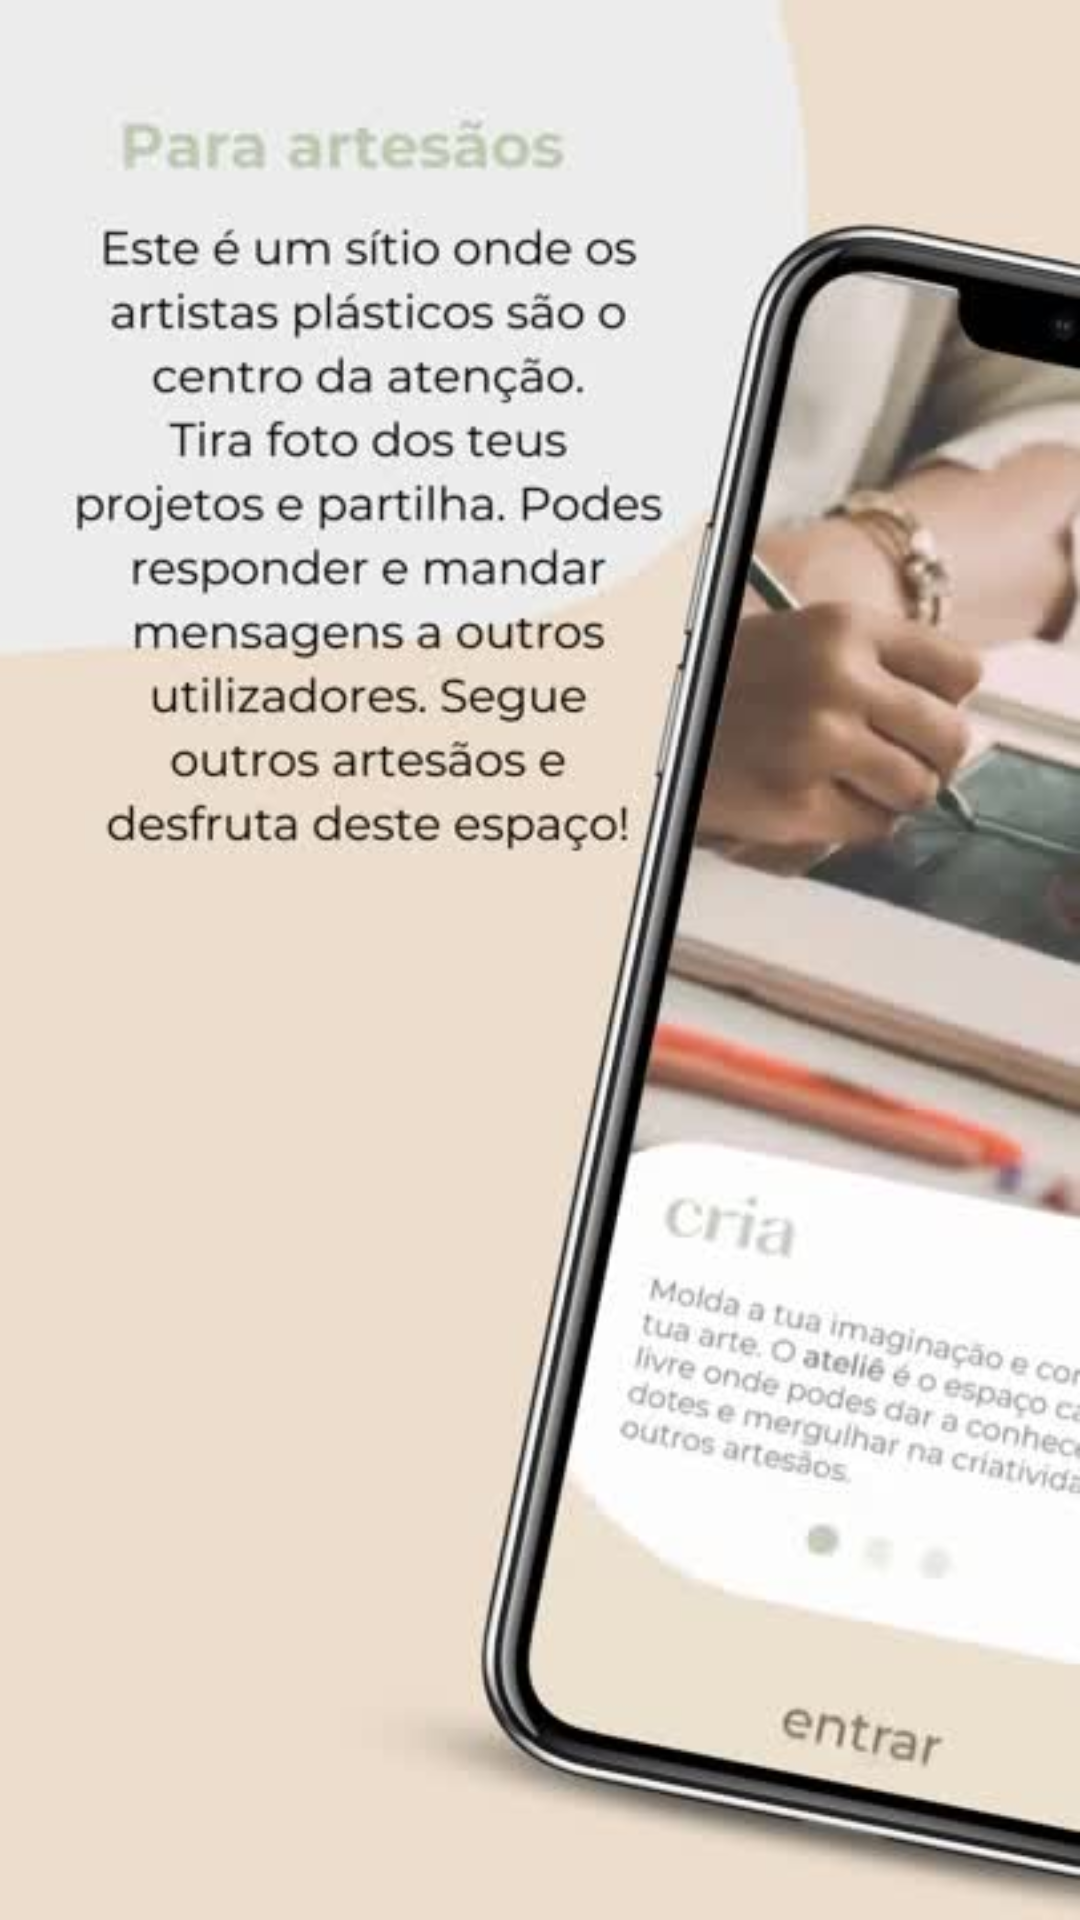 Para artesãos
Este é um sítio onde os
artistas plásticos são o
centro da atenção.
Tira foto dos teus
projetos e partilha. Podes
responder e mandar
mensagens a outros
utilizadores. Segue
outros artesãos e
desfruta deste espaço!
cria
Molda a tua imaginação e
tua arte. O ateliê é o espaço
livre onde podes dar a
dotes e mergulhar na
outros artesãos.
entrar